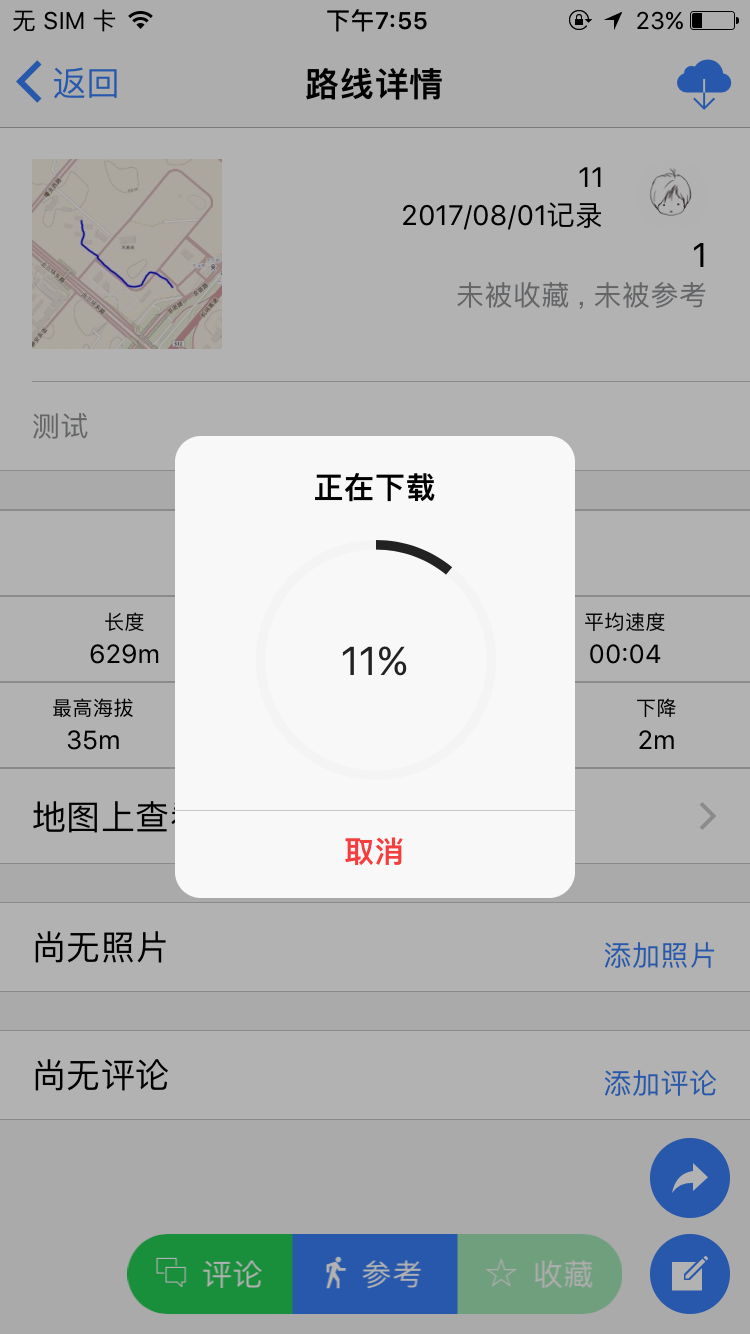 无 SIM 卡 下午7:55 23%
返回 路线详情
11
2017/08/01记录
1
未被收藏 , 未被参考
测试
正在下载
11%
取消
长度 平均速度
629m 00:04
最高海拔 下降
35m 2m
地图上查
尚无照片 添加照片
尚无评论 添加评论
评论 参考 收藏